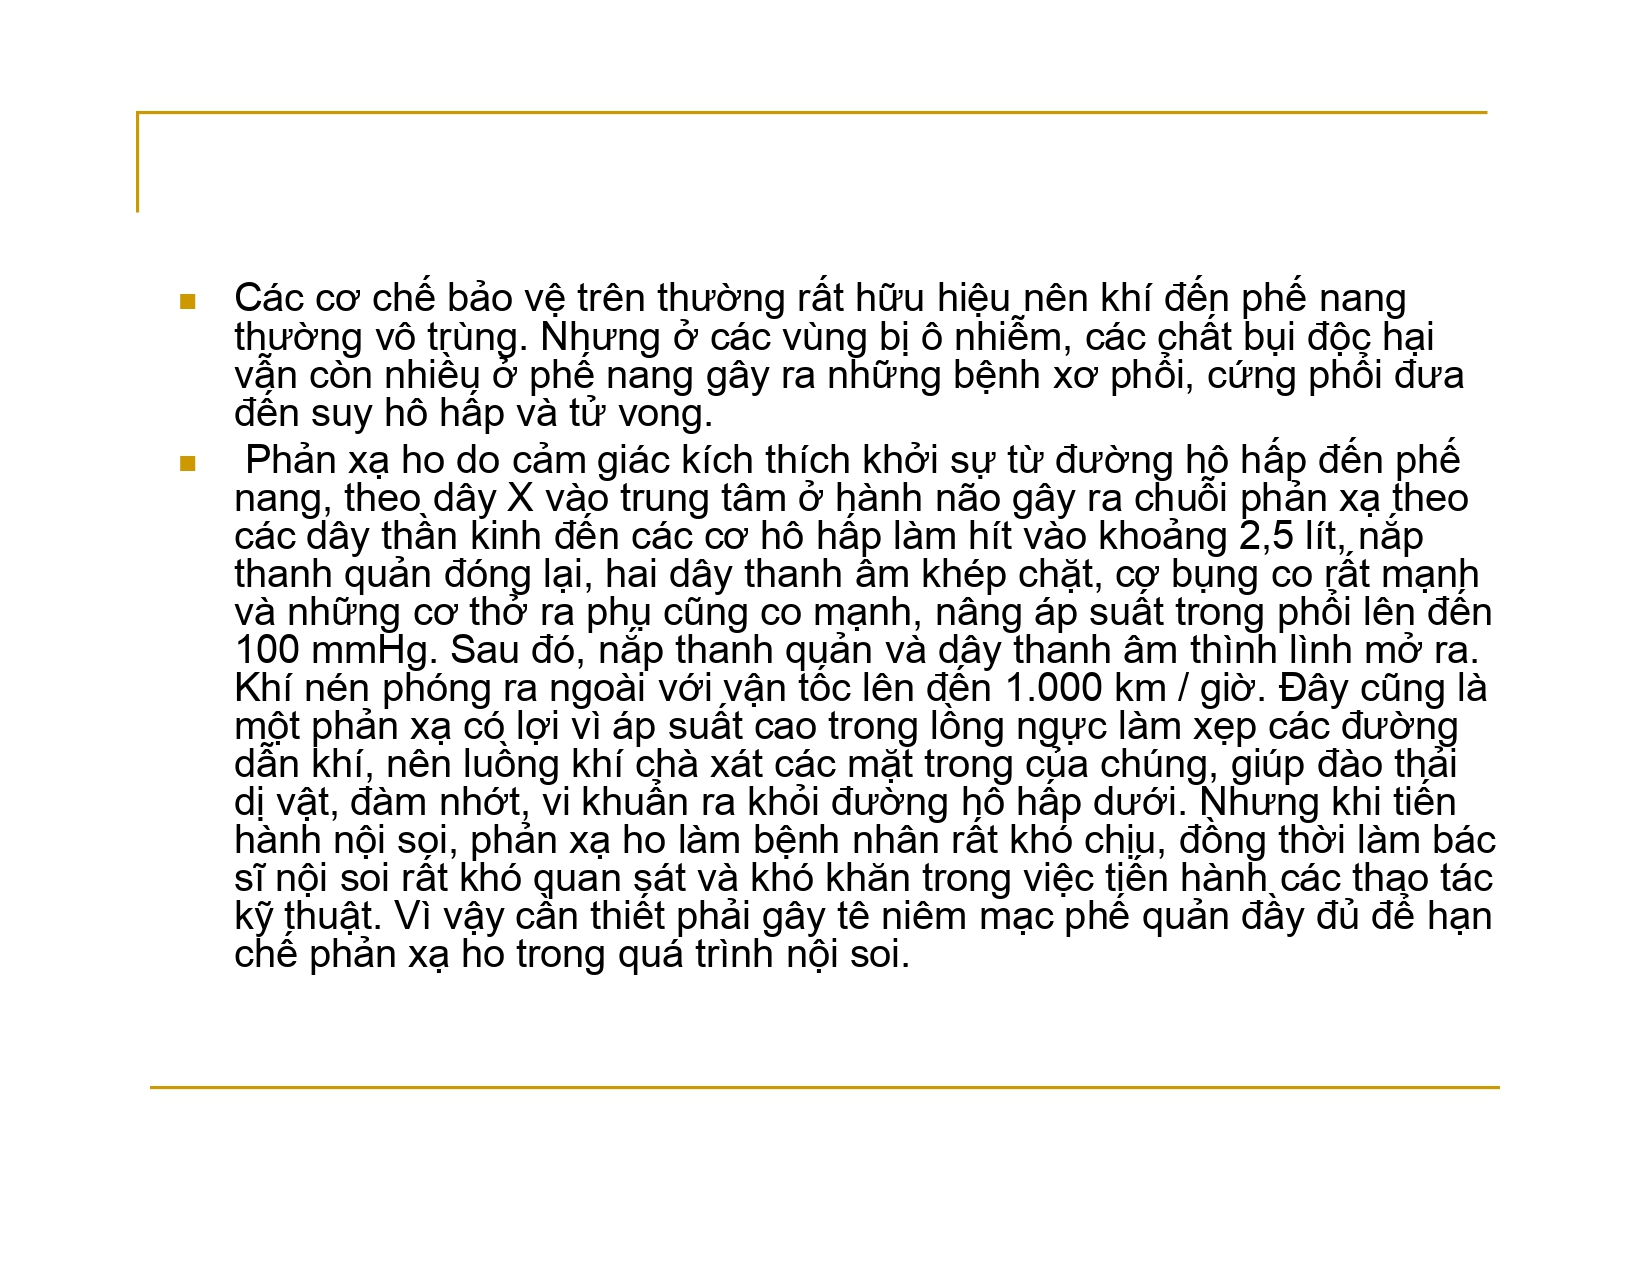 Các cơ chế bảo vệ trên thường rất hữu hiệu nên khí đến phế nang
thường vô trùng. Nhưng ở các vùng bị ô nhiễm, các chất bụi độc hại
vẫn còn nhiều ở phế nang gây ra những bệnh xơ phổi, cứng phổi đưa
đến suy hô hấp và tử vong.
Phản xạ ho do cảm giác kích thích khởi sự từ đường hô hấp đến phế
nang, theo dây X vào trung tâm ở hành não gây ra chuỗi phản xạ theo
các dây thần kinh đến các cơ hô hấp làm hít vào khoảng 2,5 lít, nắp
thanh quản đóng lại, hai dây thanh âm khép chặt, cơ bụng co rất mạnh
và những cơ thở ra phụ cũng co mạnh, nâng áp suất trong phổi lên đến
100 mmHg. Sau đó, nắp thanh quản và dây thanh âm thình lình mở ra.
Khí nén phóng ra ngoài với vận tốc lên đến 1.000 km / giờ. Đây cũng là
một phản xạ có lợi vì áp suất cao trong lồng ngực làm xẹp các đường
dẫn khí, nên luồng khí chà xát các mặt trong của chúng, giúp đào thải
dị vật, đàm nhớt, vi khuẩn ra khỏi đường hô hấp dưới. Nhưng khi tiến
hành nội soi, phản xạ ho làm bệnh nhân rất khó chịu, đồng thời làm bác
sĩ nội soi rất khó quan sát và khó khăn trong việc tiến hành các thao tác
kỹ thuật. Vì vậy cần thiết phải gây tê niêm mạc phế quản đầy đủ để hạn
chế phản xạ ho trong quá trình nội soi.